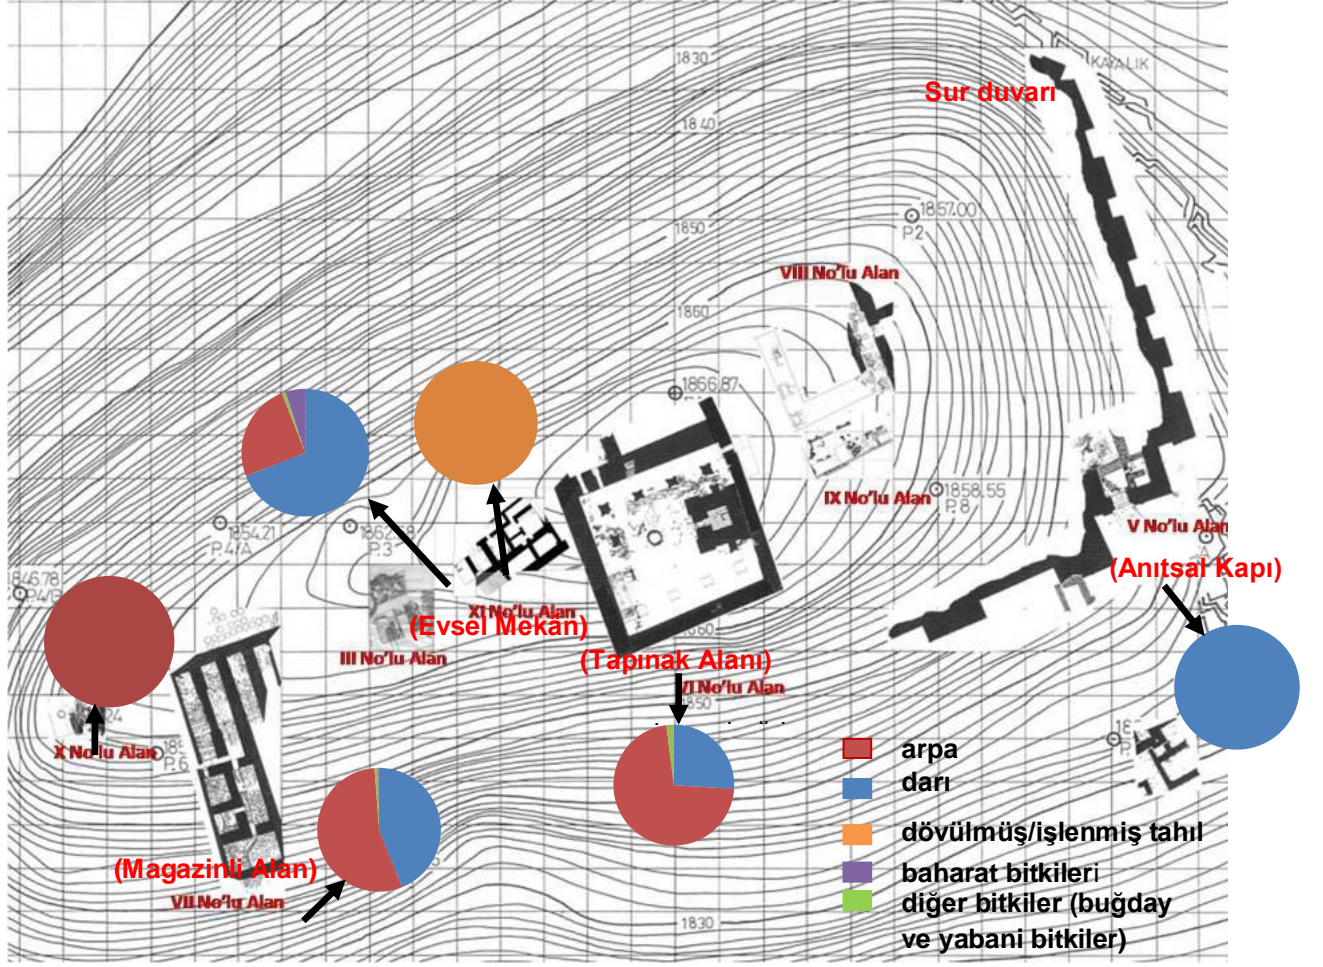 1830
KAYALIK
Sur duvarı
1840
1857.00
P.2
1850
VIII No'lu Alan
1860
1866.87
IX No'lu Alan
1858.55
P.8
V No'lu Alan
(Anıtsal Kapı)
1854.21
P.4/A
P.3
1846.78
XI No'lu Alan
(Evsel Mekân)
III No'lu Alan
1860
(Tapınak Alanı)
VI No'lu Alan
1850
X No'lu Alan
P.6
(Magazinli Alan)
VII No'lu Alan
arpa
darı
dövülmüş/işlenmiş tahıl
baharat bitkileri
diğer bitkiler (buğday
ve yabani bitkiler)
1830